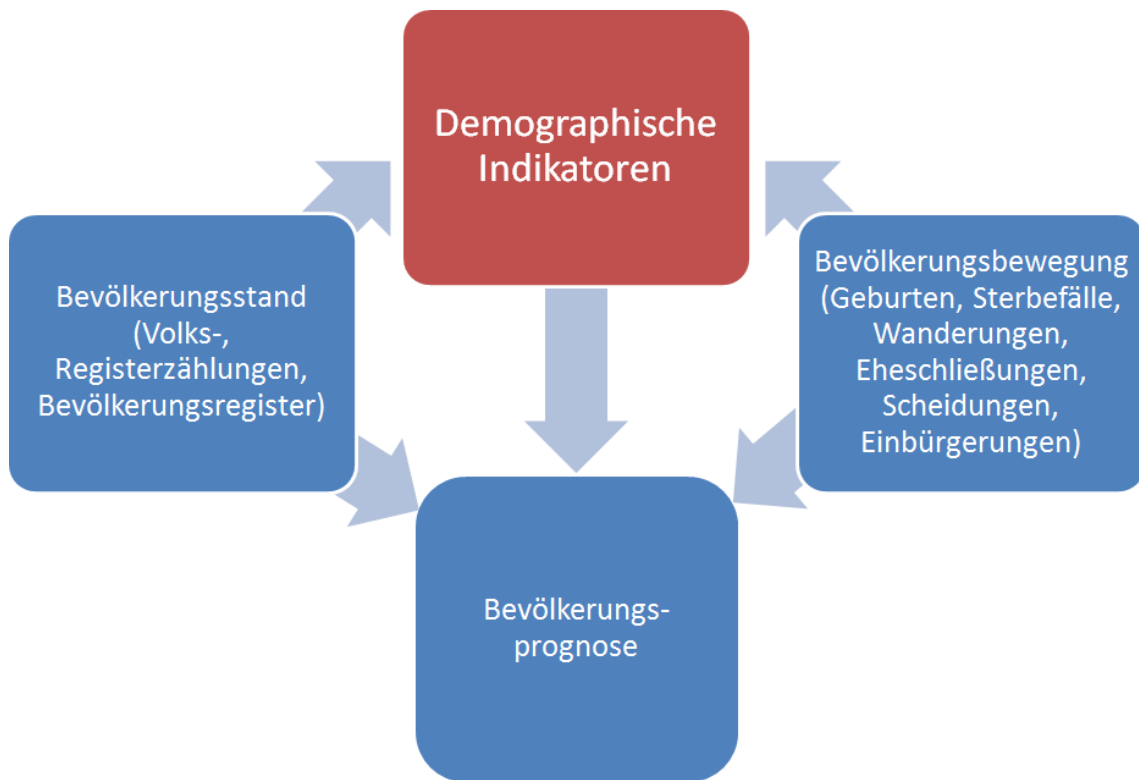 Demographische
Indikatoren
Bevölkerungsstand
(Volks-,
Registerzählungen,
Bevölkerungsregister)
Bevölkerungsbewegung
(Geburten, Sterbefälle,
Wanderungen,
Eheschließungen,
Scheidungen,
Einbürgerungen)
Bevölkerungs-
prognose